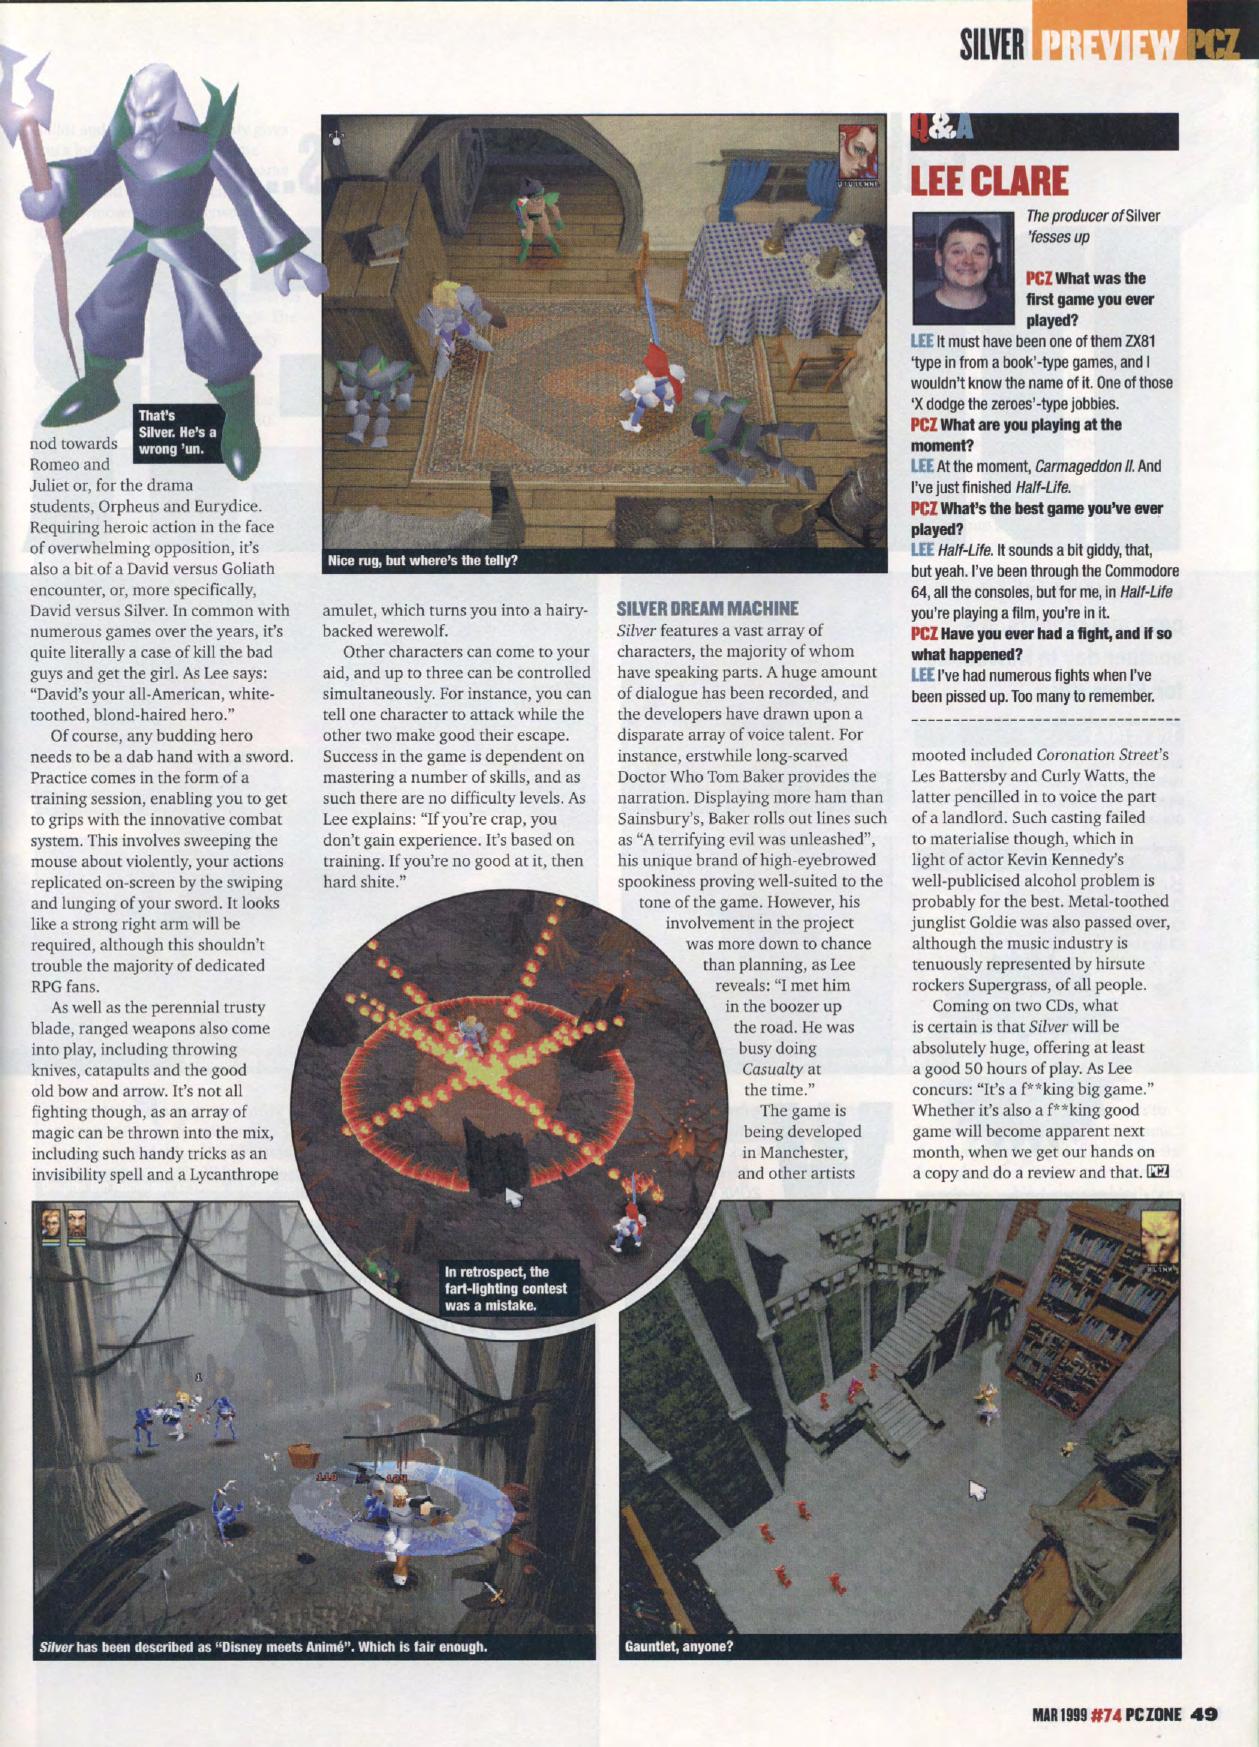 SILVER PREVIEW PCZ
That's
Silver. He's a
wrong 'un.
nod towards
Romeo and
Juliet or, for the drama
students, Orpheus and Eurydice.
Requiring heroic action in the face
of overwhelming opposition, it's
also a bit of a David versus Goliath
encounter, or, more specifically,
David versus Silver. In common with
numerous games over the years, it's
quite literally a case of kill the bad
guys and get the girl. As Lee says:
"David's your all-American, white-
toothed, blond-haired hero."
Of course, any budding hero
needs to be a dab hand with a sword.
Practice comes in the form of a
training session, enabling you to get
to grips with the innovative combat
system. This involves sweeping the
mouse about violently, your actions
replicated on-screen by the swiping
and lunging of your sword. It looks
like a strong right arm will be
required, although this shouldn't
trouble the majority of dedicated
RPG fans.
As well as the perennial trusty
blade, ranged weapons also come
into play, including throwing
knives, catapults and the good
old bow and arrow. It's not all
fighting though, as an array of
magic can be thrown into the mix,
including such handy tricks as an
invisibility spell and a Lycanthrope
Nice rug, but where's the telly?
amulet, which turns you into a hairy-
backed werewolf.
Other characters can come to your
aid, and up to three can be controlled
simultaneously. For instance, you can
tell one character to attack while the
other two make good their escape.
Success in the game is dependent on
mastering a number of skills, and as
such there are no difficulty levels. As
Lee explains: "If you're crap, you
don't gain experience. It's based on
training. If you're no good at it, then
hard shite."
In retrospect, the
fart-lighting contest
was a mistake.
SILVER DREAM MACHINE
Silver features a vast array of
characters, the majority of whom
have speaking parts. A huge amount
of dialogue has been recorded, and
the developers have drawn upon a
disparate array of voice talent. For
instance, erstwhile long-scarved
Doctor Who Tom Baker provides the
narration. Displaying more ham than
Sainsbury's, Baker rolls out lines such
as "A terrifying evil was unleashed",
his unique brand of high-eyebrowed
spookiness proving well-suited to the
tone of the game. However, his
involvement in the project
was more down to chance
than planning, as Lee
reveals: "I met him
in the boozer up
the road. He was
busy doing
Casualty at
the time."
The game is
being developed
in Manchester,
and other artists
Q&A
LEE CLARE
The producer of Silver
'fesses up
PCZ What was the
first game you ever
played?
LEE It must have been one of them ZX81
'type in from a book'-type games, and I
wouldn't know the name of it. One of those
'X dodge the zeroes'-type jobbies.
PCZ What are you playing at the
moment?
LEE At the moment, Carmageddon II. And
I've just finished Half-Life.
PCZ What's the best game you've ever
played?
LEE Half-Life. It sounds a bit giddy, that,
but yeah. I've been through the Commodore
64, all the consoles, but for me, in Half-Life
you're playing a film, you're in it.
PCZ Have you ever had a fight, and if so
what happened?
LEE I've had numerous fights when I've
been pissed up. Too many to remember.
mooted included Coronation Street's
Les Battersby and Curly Watts, the
latter pencilled in to voice the part
of a landlord. Such casting failed
to materialise though, which in
light of actor Kevin Kennedy's
well-publicised alcohol problem is
probably for the best. Metal-toothed
junglist Goldie was also passed over,
although the music industry is
tenuously represented by hirsute
rockers Supergrass, of all people.
Coming on two CDs, what
is certain is that Silver will be
absolutely huge, offering at least
a good 50 hours of play. As Lee
concurs: "It's a f**king big game."
Whether it's also a f**king good
game will become apparent next
month, when we get our hands on
a copy and do a review and that. PCZ
Silver has been described as "Disney meets Animé". Which is fair enough.
Gauntlet, anyone?
MAR 1999 #74 PC ZONE 49